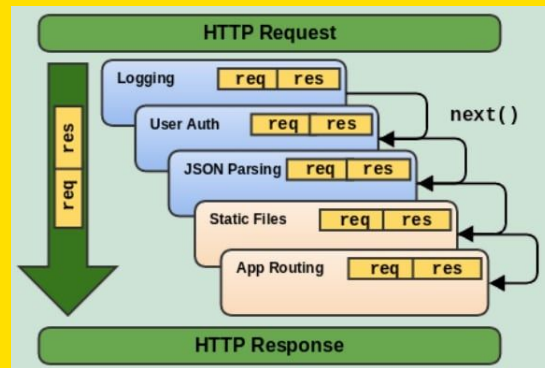 HTTP Request
Logging req res
next()
User Auth req res
JSON Parsing req res
Static Files req res
App Routing req res
req res
HTTP Response